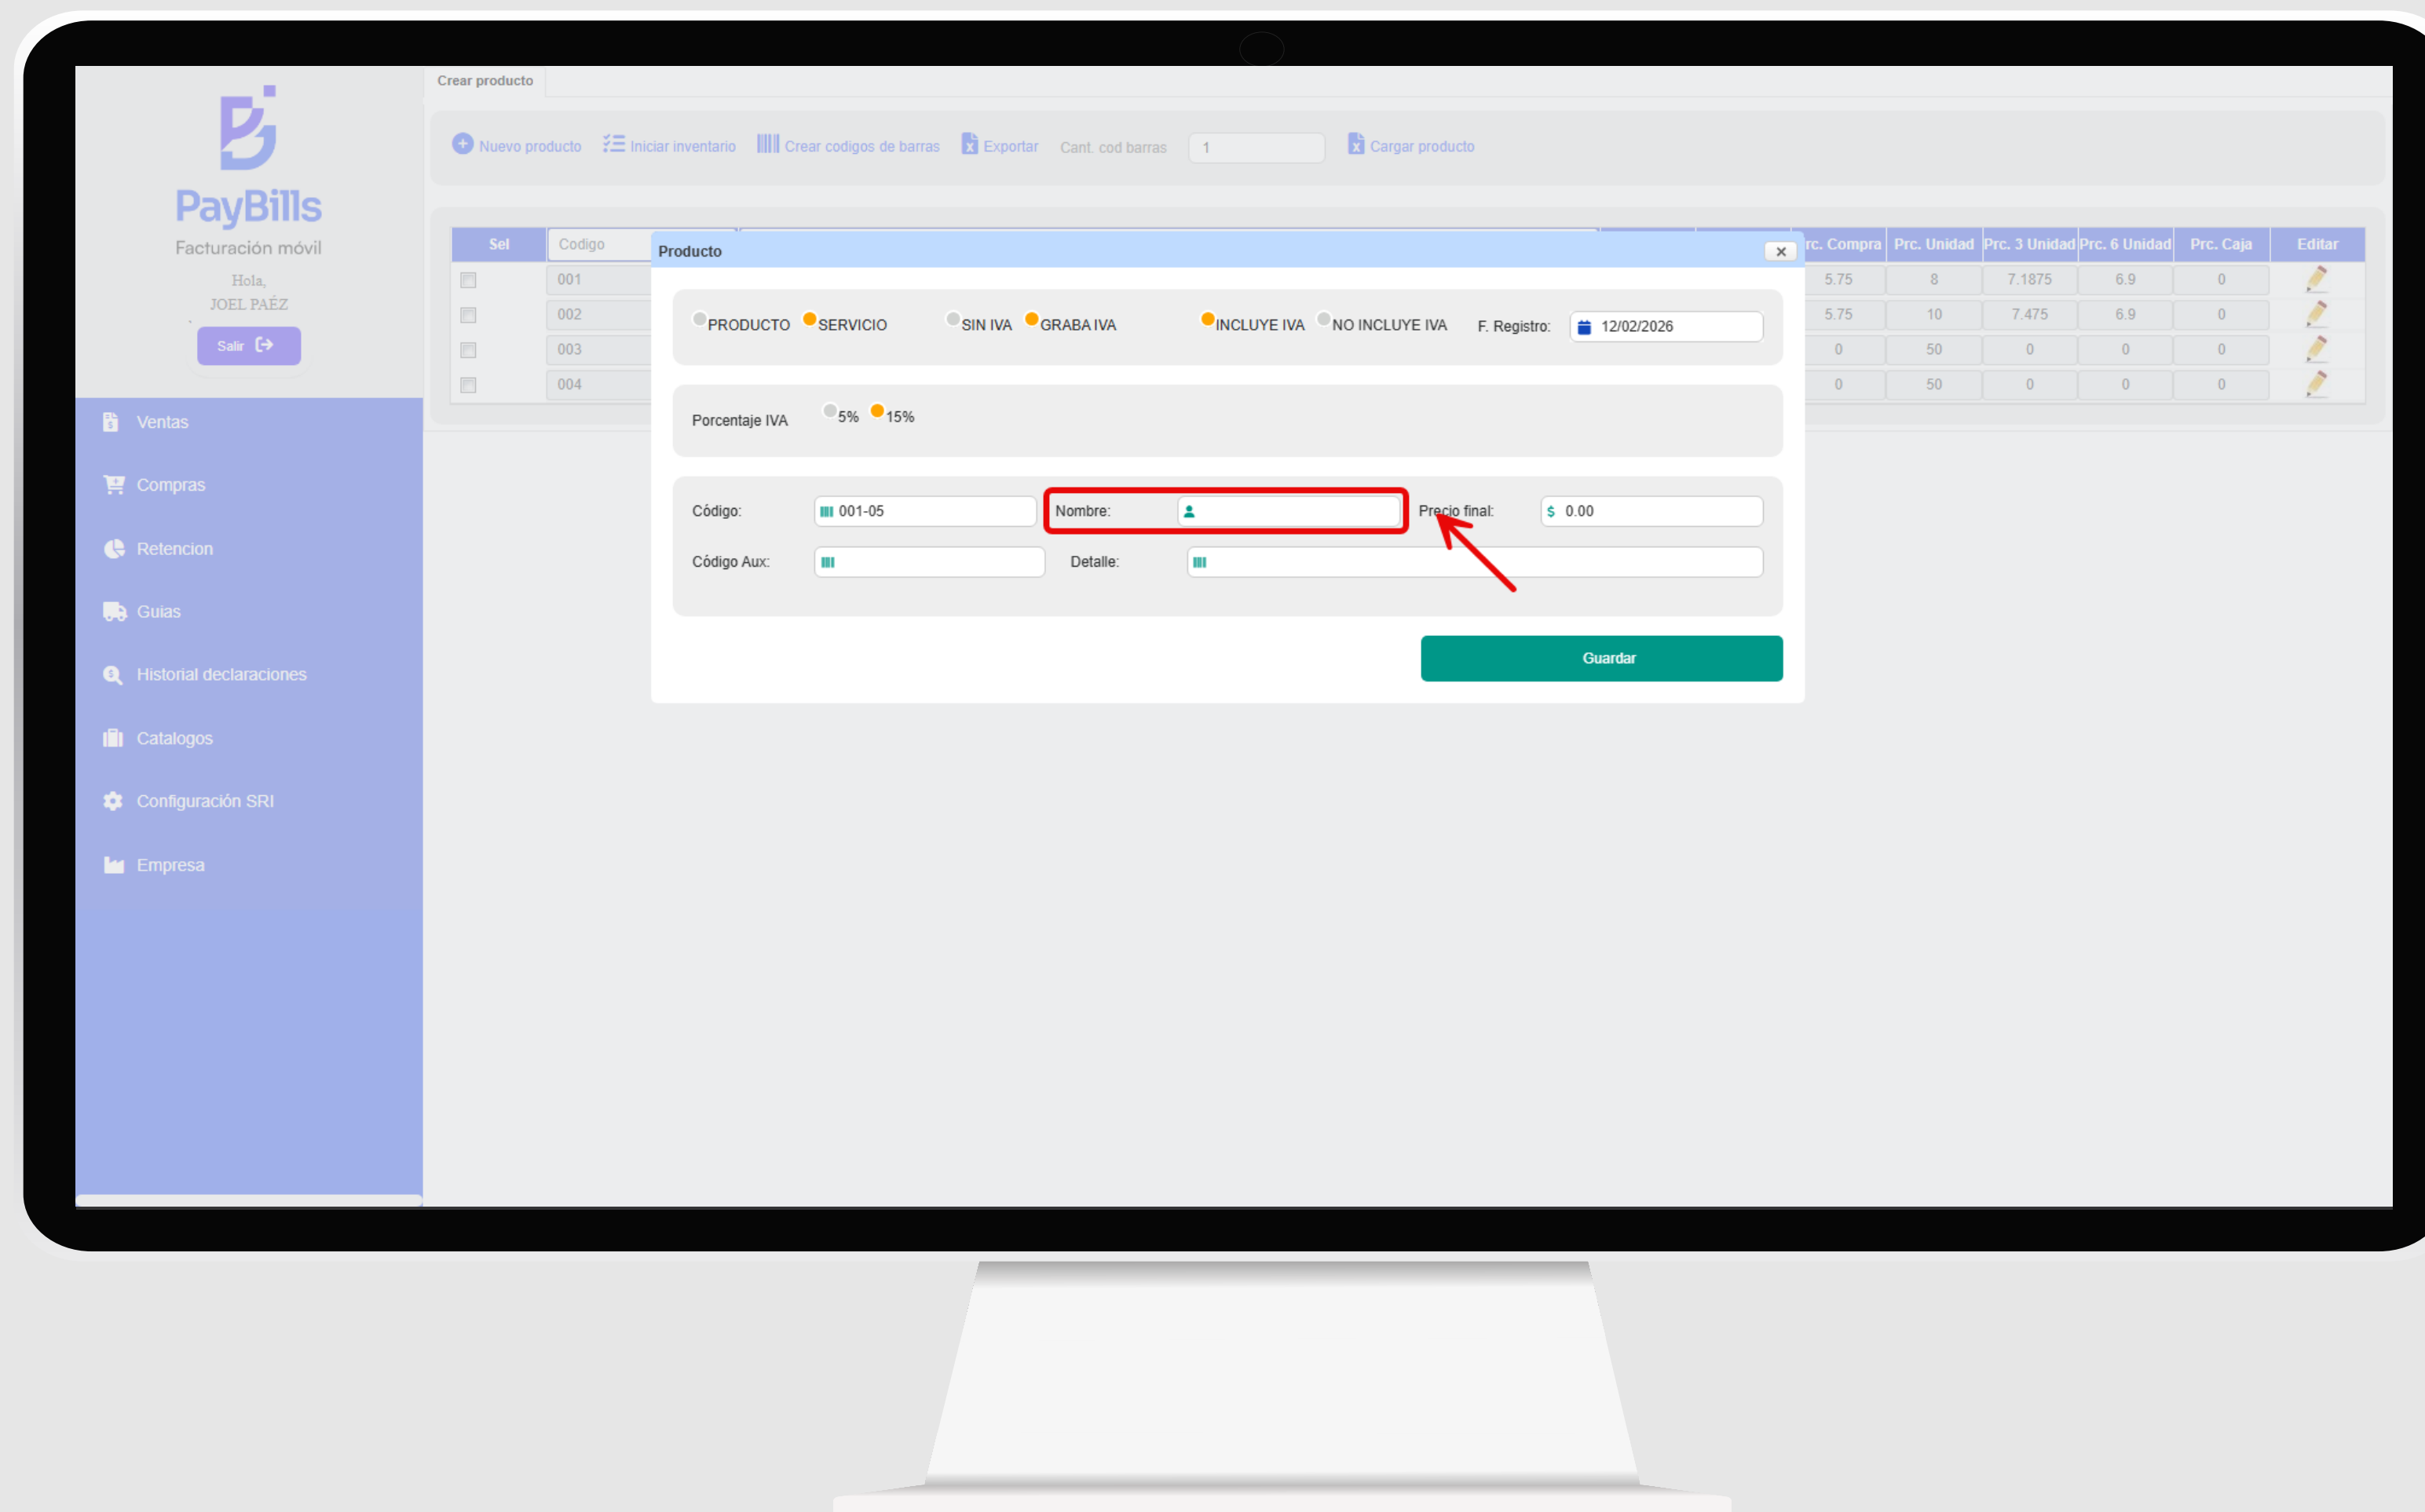 PayBills
Facturación móvil
Hola,
JOEL PAÉZ
Salir
Ventas
Compras
Retencion
Guias
Historial declaraciones
Catalogos
Configuración SRI
Empresa
Crear producto
Nuevo producto Iniciar inventario Crear codigos de barras Exportar Cant. cod barras 1 Cargar producto
Sel Codigo rc. Compra Prc. Unidad Prc. 3 Unidad Prc. 6 Unidad Prc. Caja Editar
001 5.75 8 7.1875 6.9 0
002 5.75 10 7.475 6.9 0
003 0 50 0 0 0
004 0 50 0 0 0
Producto
PRODUCTO SERVICIO SIN IVA GRABA IVA INCLUYE IVA NO INCLUYE IVA F. Registro: 12/02/2026
Porcentaje IVA 5% 15%
Código: 001-05 Nombre: Precio final: $ 0.00
Código Aux: Detalle:
Guardar